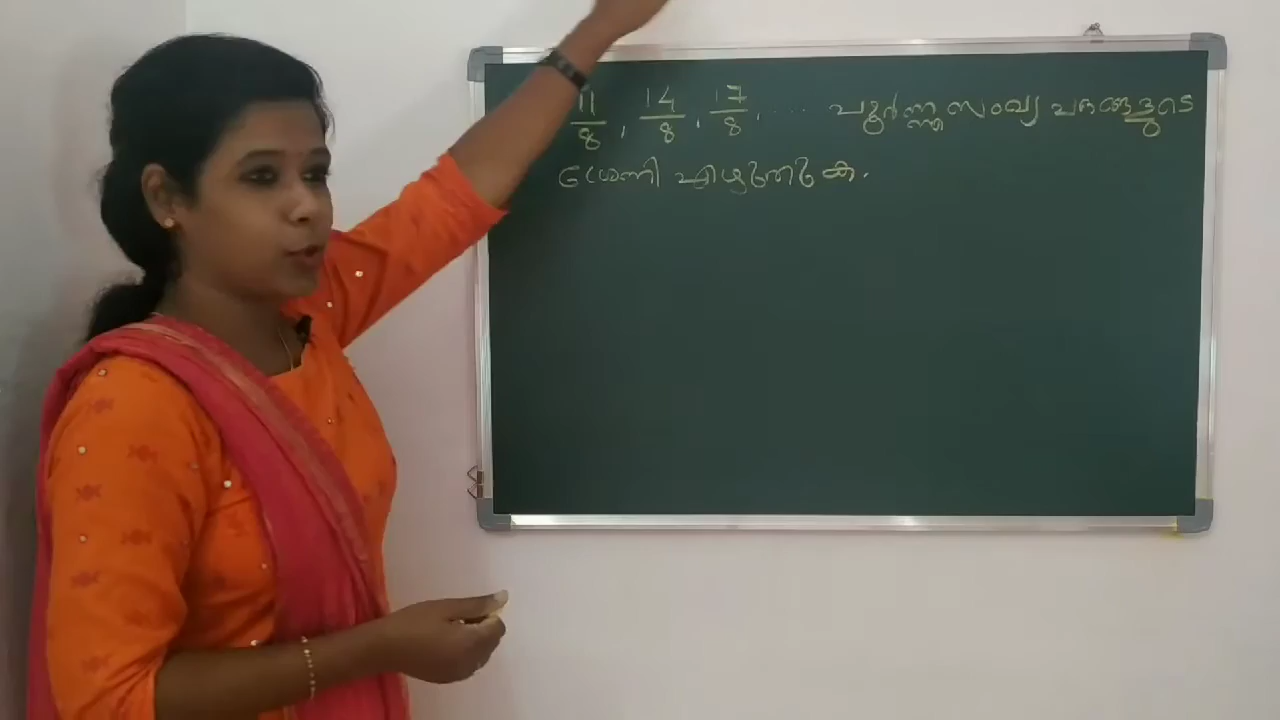 11/8, 14/8, 17/8, ..... പൂർണ്ണസംഖ്യ പദങ്ങളുടെ
ശ്രേണി എഴുതുക.